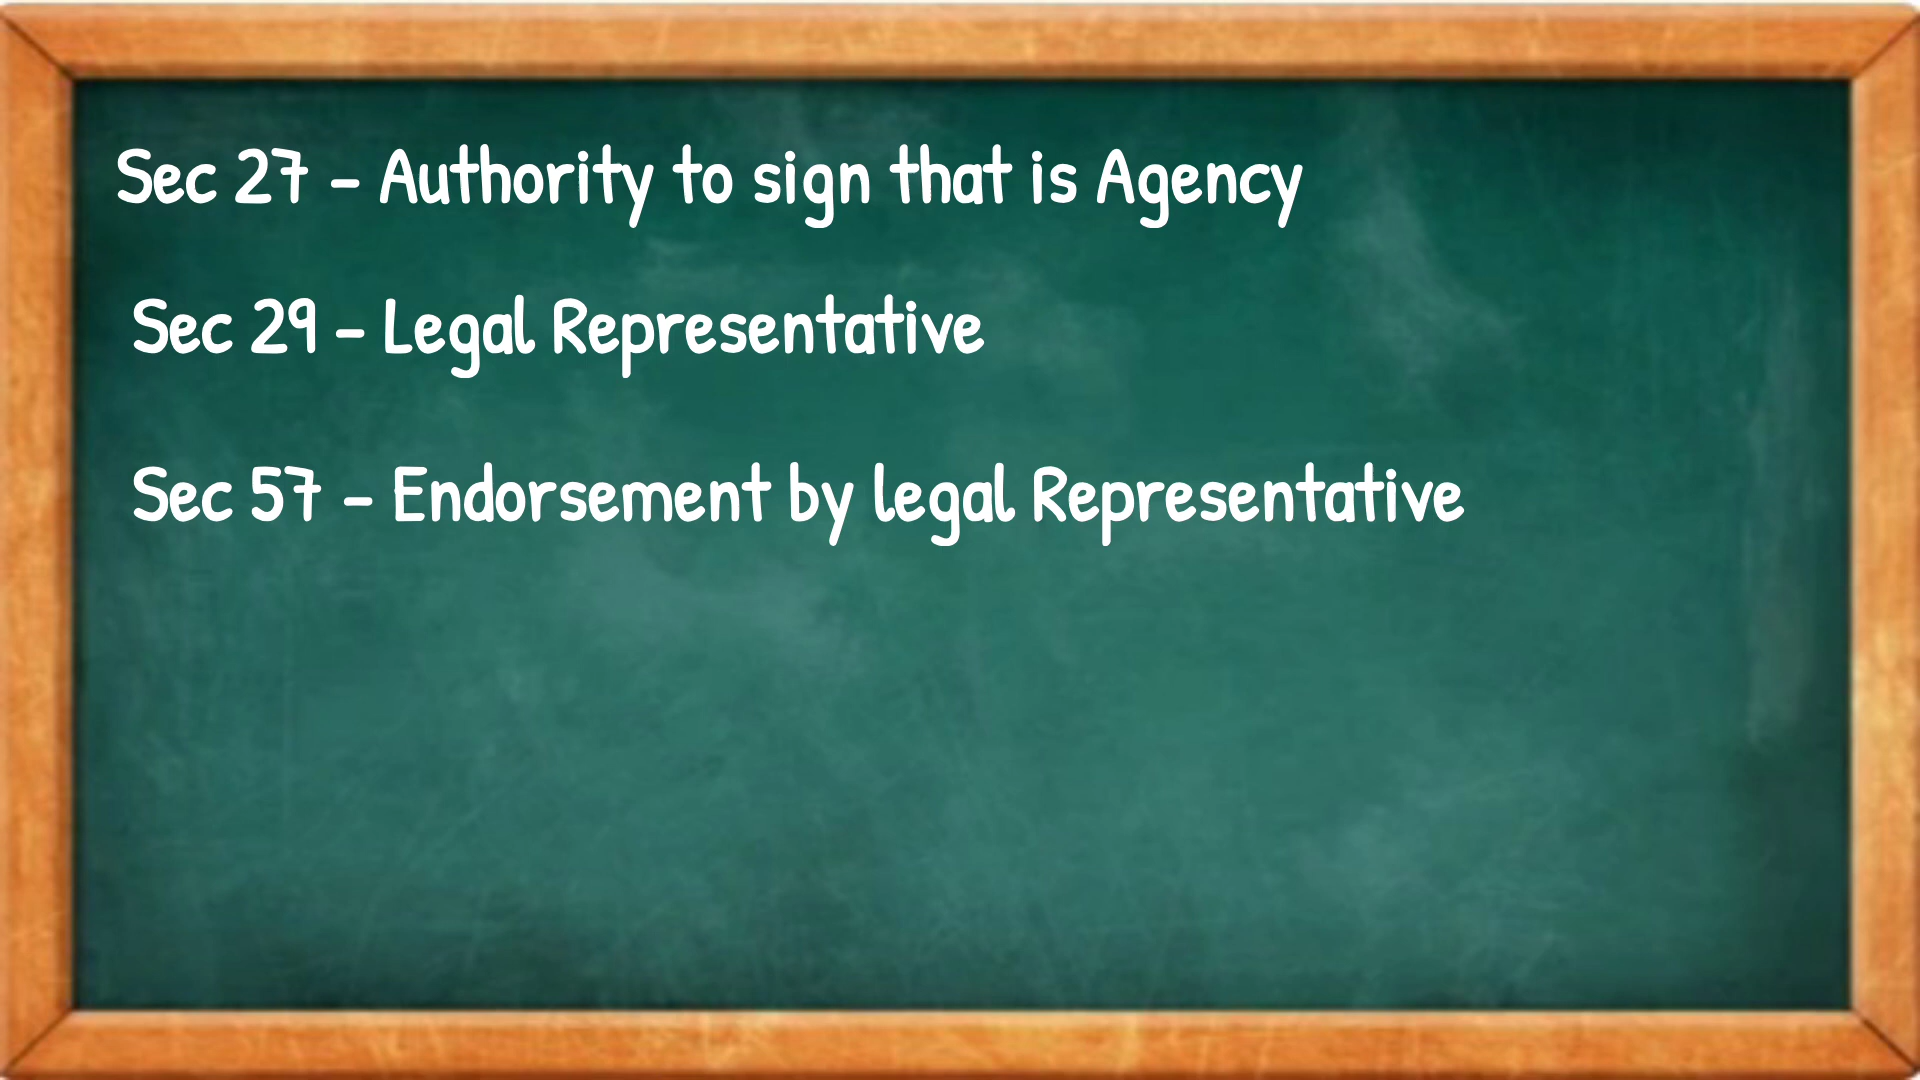 Sec 27 - Authority to sign that is Agency
Sec 29 - Legal Representative
Sec 57 - Endorsement by legal Representative